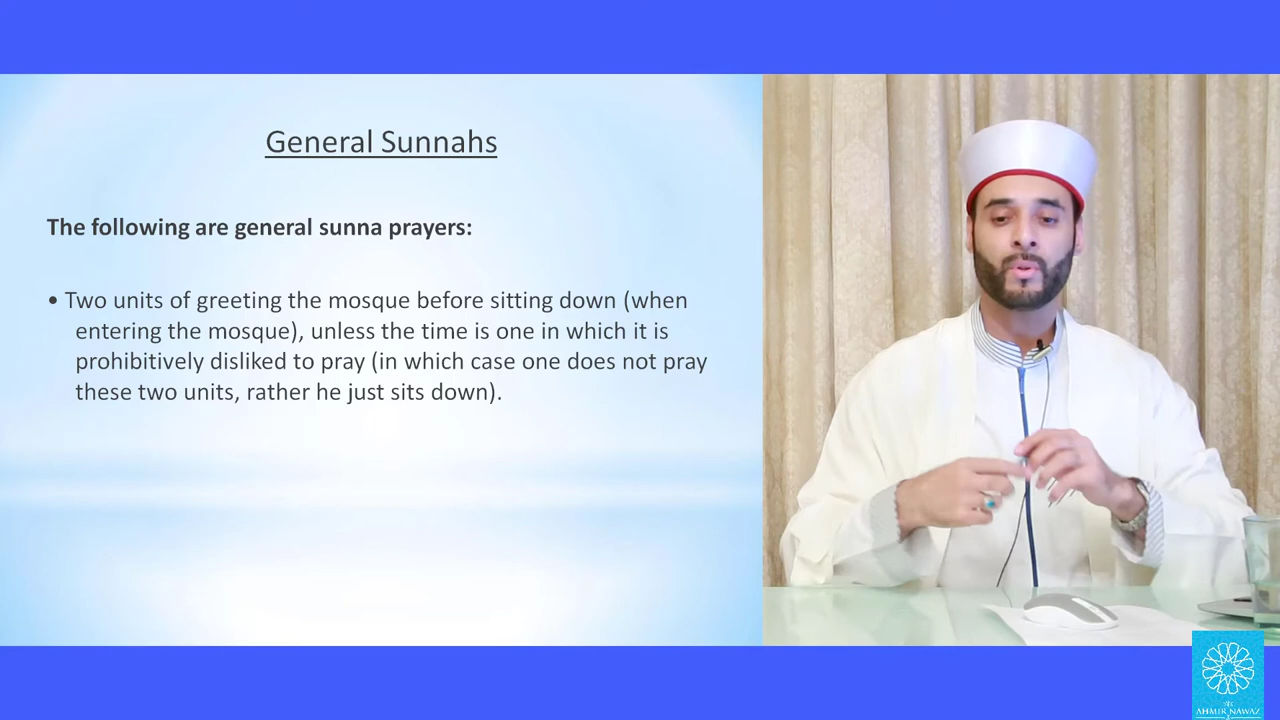 General Sunnahs
The following are general sunna prayers:
• Two units of greeting the mosque before sitting down (when
entering the mosque), unless the time is one in which it is
prohibitively disliked to pray (in which case one does not pray
these two units, rather he just sits down).
AHMIR NAWAZ